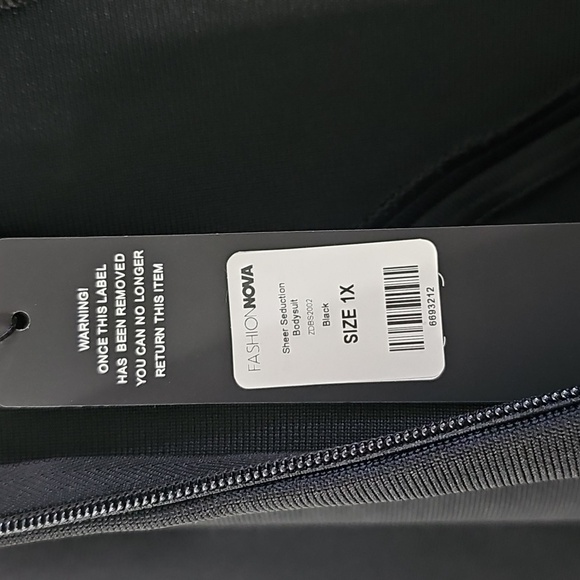 WARNING!
ONCE THIS LABEL
HAS BEEN REMOVED
YOU CAN NO LONGER
RETURN THIS ITEM
FASHIONNOVA
Sheer Seduction
Bodysuit
ZDBS2002
Black
SIZE 1X
6693212